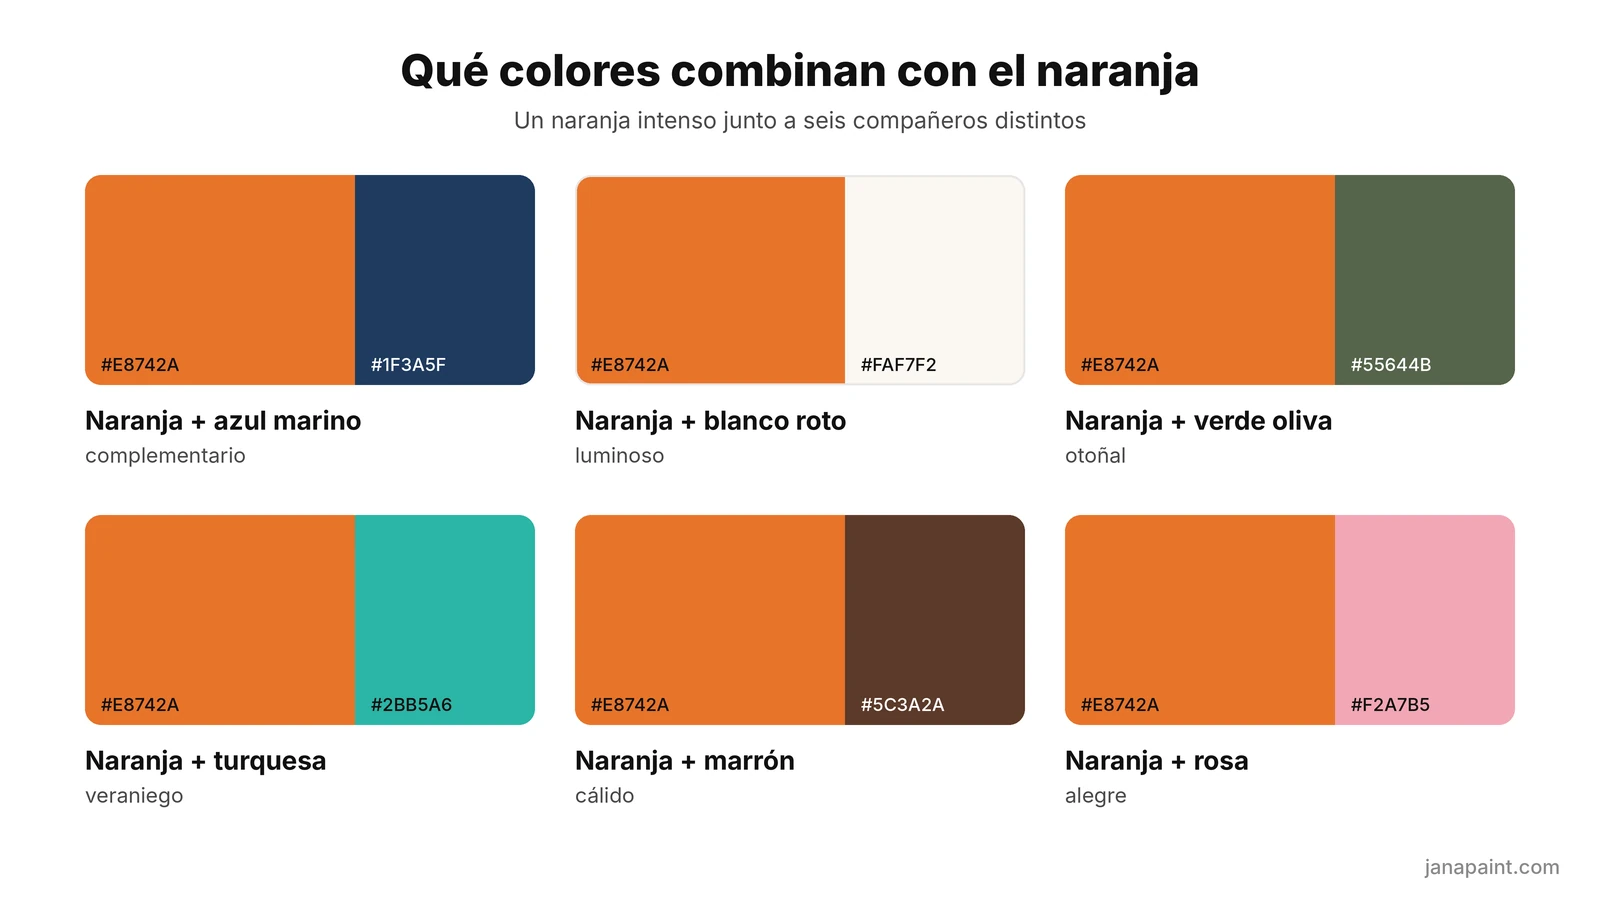 Qué colores combinan con el naranja
Un naranja intenso junto a seis compañeros distintos
#E8742A
#1F3A5F
#E8742A
#FAF7F2
#E8742A
#55644B
Naranja + azul marino
complementario
Naranja + blanco roto
luminoso
Naranja + verde oliva
otoñal
#E8742A
#2BB5A6
#E8742A
#5C3A2A
#E8742A
#F2A7B5
Naranja + turquesa
veraniego
Naranja + marrón
cálido
Naranja + rosa
alegre
janapaint.com